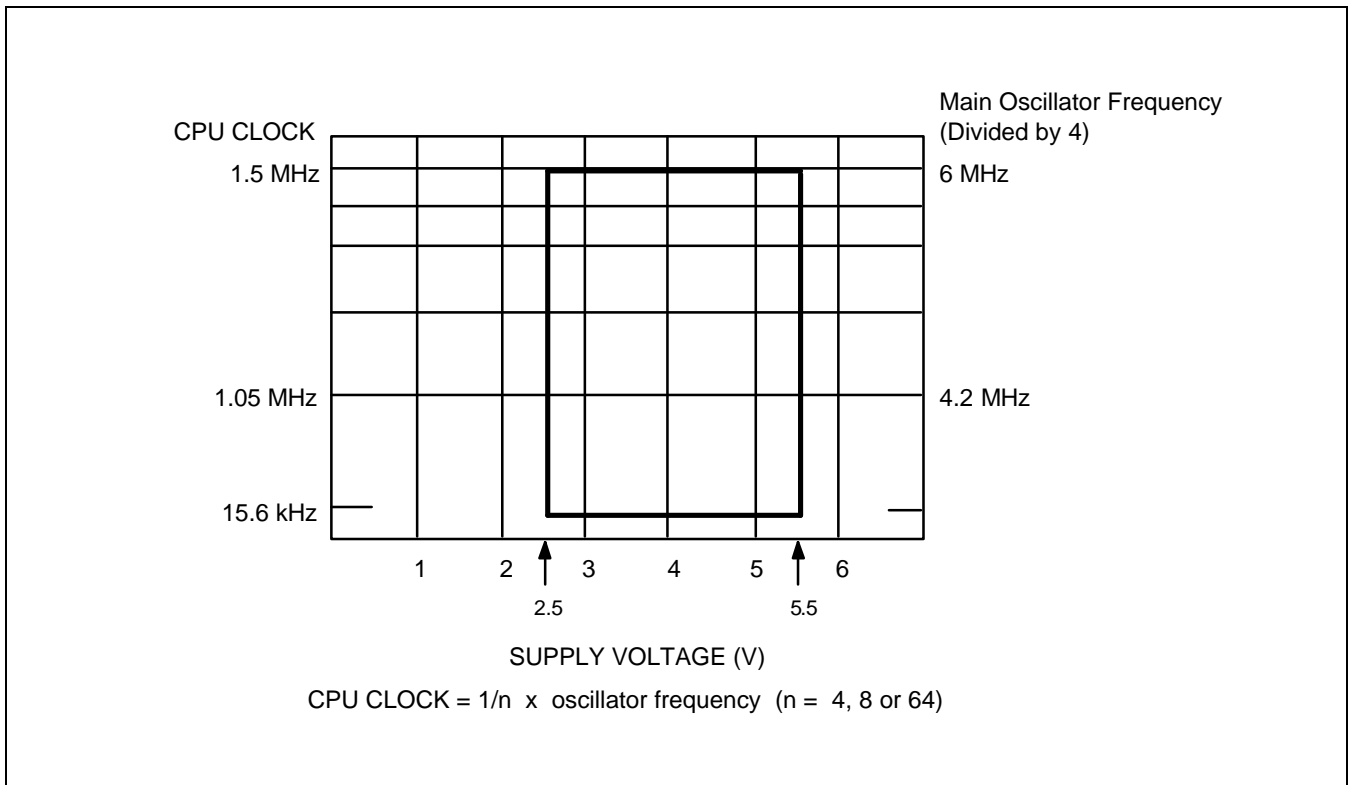 Main Oscillator Frequency
(Divided by 4)
CPU CLOCK
1.5 MHz
6 MHz
1.05 MHz
4.2 MHz
15.6 kHz
1 2 3 4 5 6
2.5 5.5
SUPPLY VOLTAGE (V)
CPU CLOCK = 1/n x oscillator frequency (n = 4, 8 or 64)